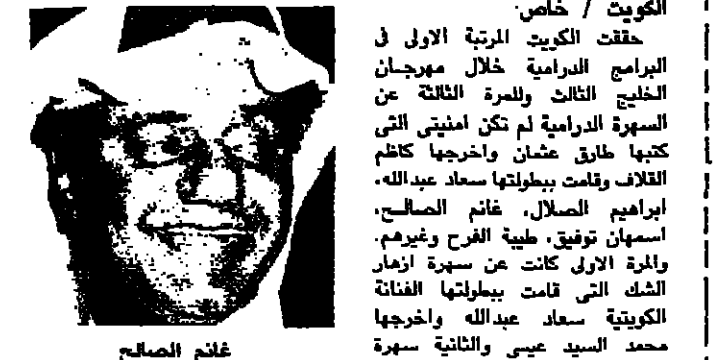 الكويت / خاص.
حققت الكويت المرتبة الاولى في
البرامج الدرامية خلال مهرجان
الخليج الثالث وللمرة الثالثة عن
السهرة الدرامية لم تكن امنيتى التى
كتبها طارق عثمان واخرجها كاظم
القلاف وقامت ببطولتها سعاد عبدالله.
ابراهيم الصلال. غانم الصالح.
اسمهان توفيق. طيبة الفرح وغيرهم.
والمرة الاولى كانت عن سهرة ازهار
الشك التى قامت ببطولتها الفنانة
الكويتية سعاد عبدالله واخرجها
محمد السيد عيسى والثانية سهرة
غانم الصالح